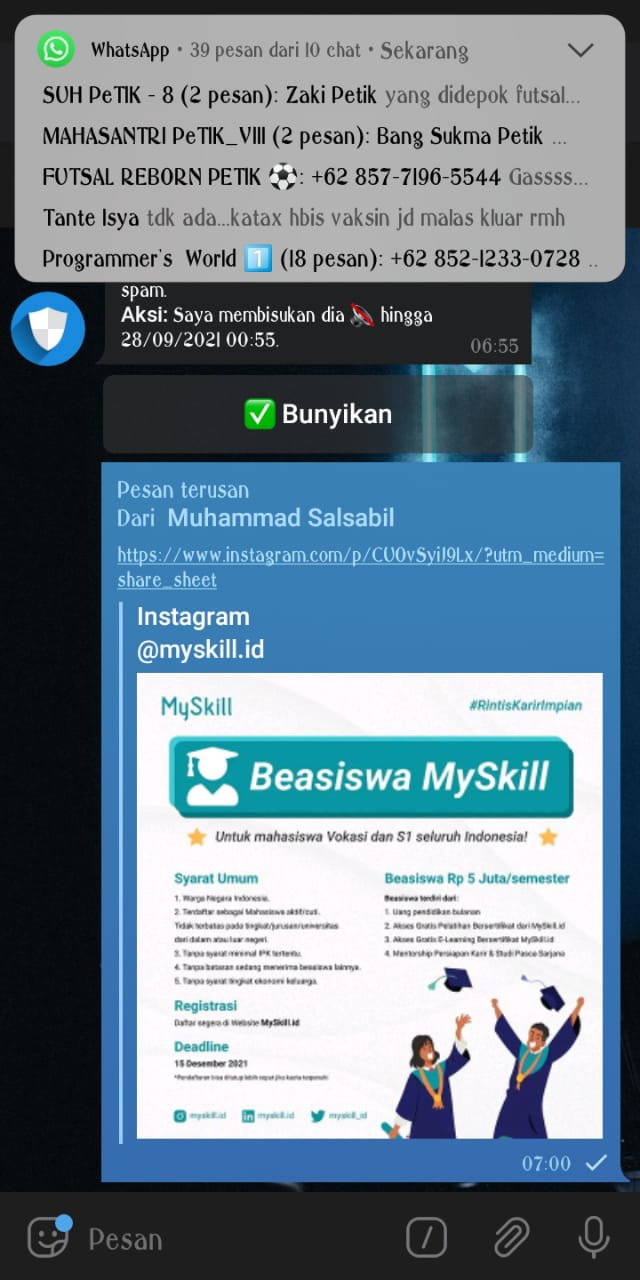 WhatsApp • 39 pesan dari 10 chat • Sekarang
SUH PeTIK - 8 (2 pesan): Zaki Petik yang didepok futsal...
MAHASANTRI PeTIK_VIII (2 pesan): Bang Sukma Petik ...
FUTSAL REBORN PETIK ⚽: +62 857-7196-5544 Gassss...
Tante Isya tdk ada...katax hbis vaksin jd malas kluar rmh
Programmer's World 1️⃣ (18 pesan): +62 852-1233-0728 ..
spam.
Aksi: Saya membisukan dia 🔇 hingga
28/09/2021 00:55.
06:55
✅ Bunyikan
Pesan terusan
Dari Muhammad Salsabil
https://www.instagram.com/p/CU0vSyiJ9Lx/?utm_medium=
share_sheet
Instagram
@myskill.id
MySkill
#RintisKarirImpian
Beasiswa MySkill
Untuk mahasiswa Vokasi dan S1 seluruh Indonesia!
Syarat Umum
1. Warga Negara Indonesia.
2. Terdaftar sebagai Mahasiswa aktif/cuti.
Tidak terbatas pada tingkat/jurusan/universitas
dari dalam atau luar negeri.
3. Tanpa syarat minimal IPK tertentu.
4. Tanpa batasan sedang menerima beasiswa lainnya.
5. Tanpa syarat tingkat ekonomi keluarga.
Registrasi
Daftar segera di Website MySkill.id
Deadline
15 Desember 2021
*Pendaftaran bisa ditutup lebih cepat jika kuota terpenuhi
Beasiswa Rp 5 Juta/semester
Beasiswa terdiri dari:
1. Uang pendidikan bulanan
2. Akses Gratis Pelatihan Bersertifikat dari MySkill.id
3. Akses Gratis E-Learning Bersertifikat MySkill.id
4. Mentorship Persiapan Karir & Studi Pasca Sarjana
myskill.id
myskill.id
myskill_id
07:00
Pesan